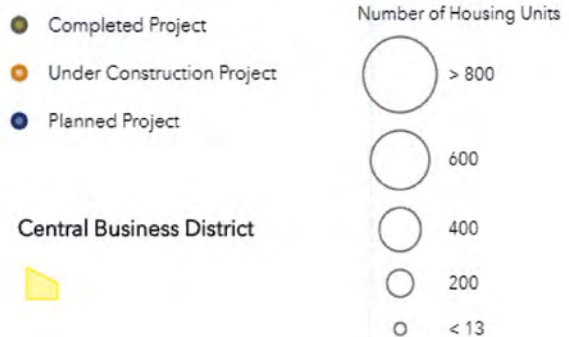 Completed Project
Under Construction Project
Planned Project
Central Business District
Number of Housing Units
> 800
600
400
200
< 13